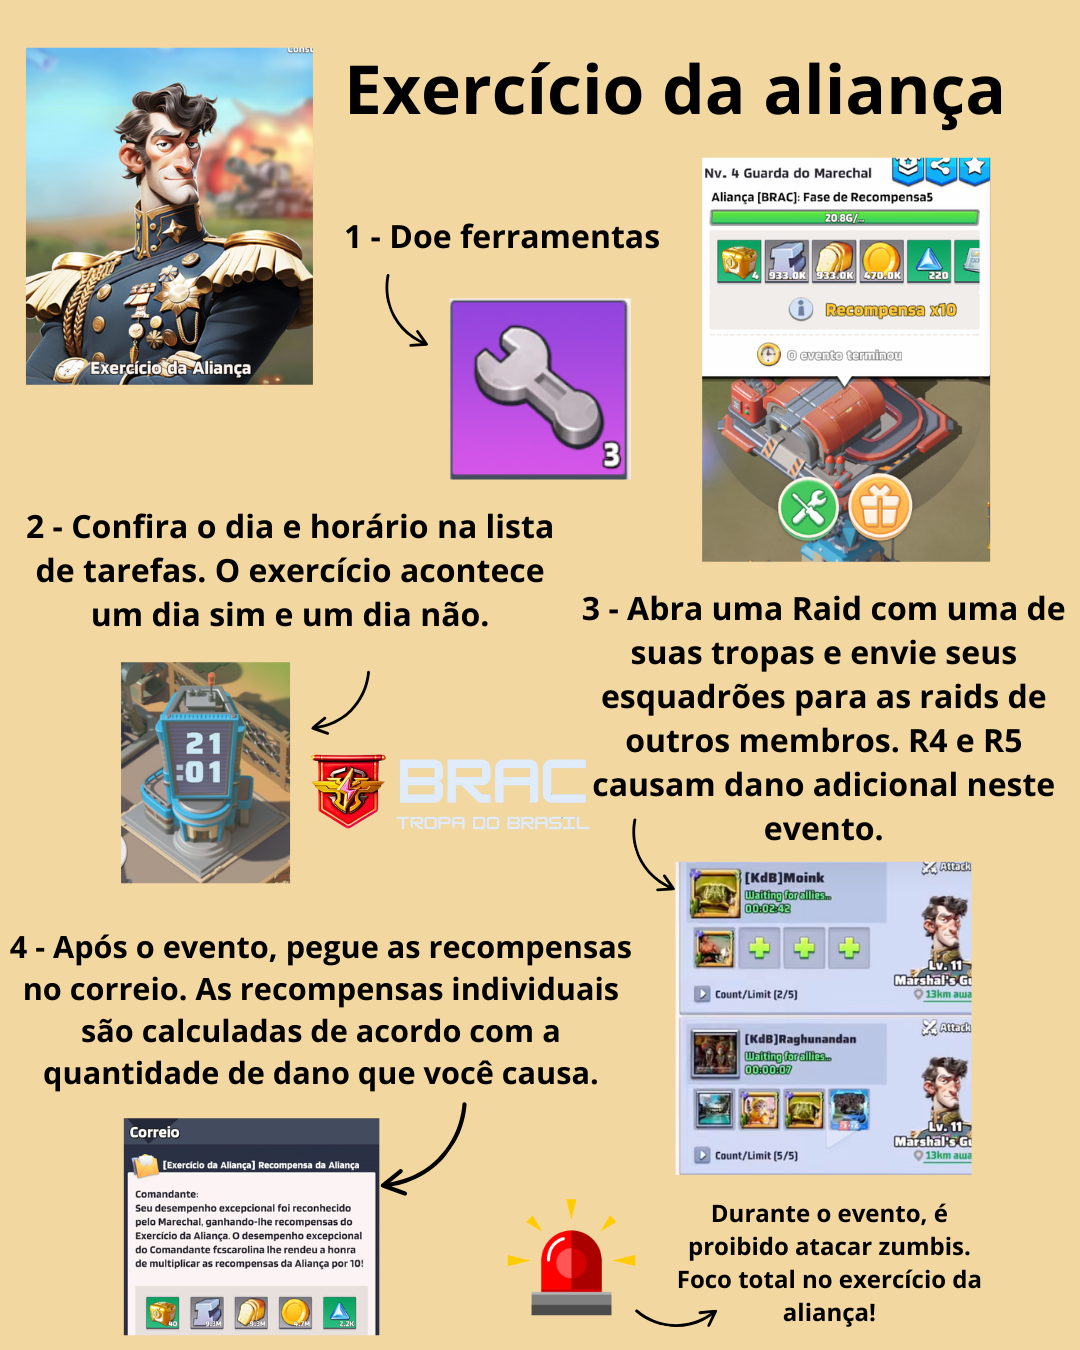 Exercício da aliança
Exercício da Aliança
1 - Doe ferramentas
3
Nv. 4 Guarda do Marechal
Aliança [BRAC]: Fase de Recompensa5
20.8G/...
4
933.0K
933.0K
470.0K
220
Recompensa x10
O evento terminou
2 - Confira o dia e horário na lista
de tarefas. O exercício acontece
um dia sim e um dia não.
21
:01
BRAC
TROPA DO BRASIL
3 - Abra uma Raid com uma de
suas tropas e envie seus
esquadrões para as raids de
outros membros. R4 e R5
causam dano adicional neste
evento.
[KdB]Moink
Waiting for allies...
00:02:42
Attack
Lv. 11
Marshal's Gu
Count/Limit (2/5)
13km awa
[KdB]Raghunandan
Waiting for allies...
00:00:07
Attack
Lv. 11
Marshal's Gu
Count/Limit (5/5)
13km awa
4 - Após o evento, pegue as recompensas
no correio. As recompensas individuais
são calculadas de acordo com a
quantidade de dano que você causa.
Correio
[Exercício da Aliança] Recompensa da Aliança
Comandante:
Seu desempenho excepcional foi reconhecido
pelo Marechal, ganhando-lhe recompensas do
Exercício da Aliança. O desempenho excepcional
do Comandante fcscarolina lhe rendeu a honra
de multiplicar as recompensas da Aliança por 10!
40
9.3M
9.3M
4.7M
2.2K
Durante o evento, é
proibido atacar zumbis.
Foco total no exercício da
aliança!